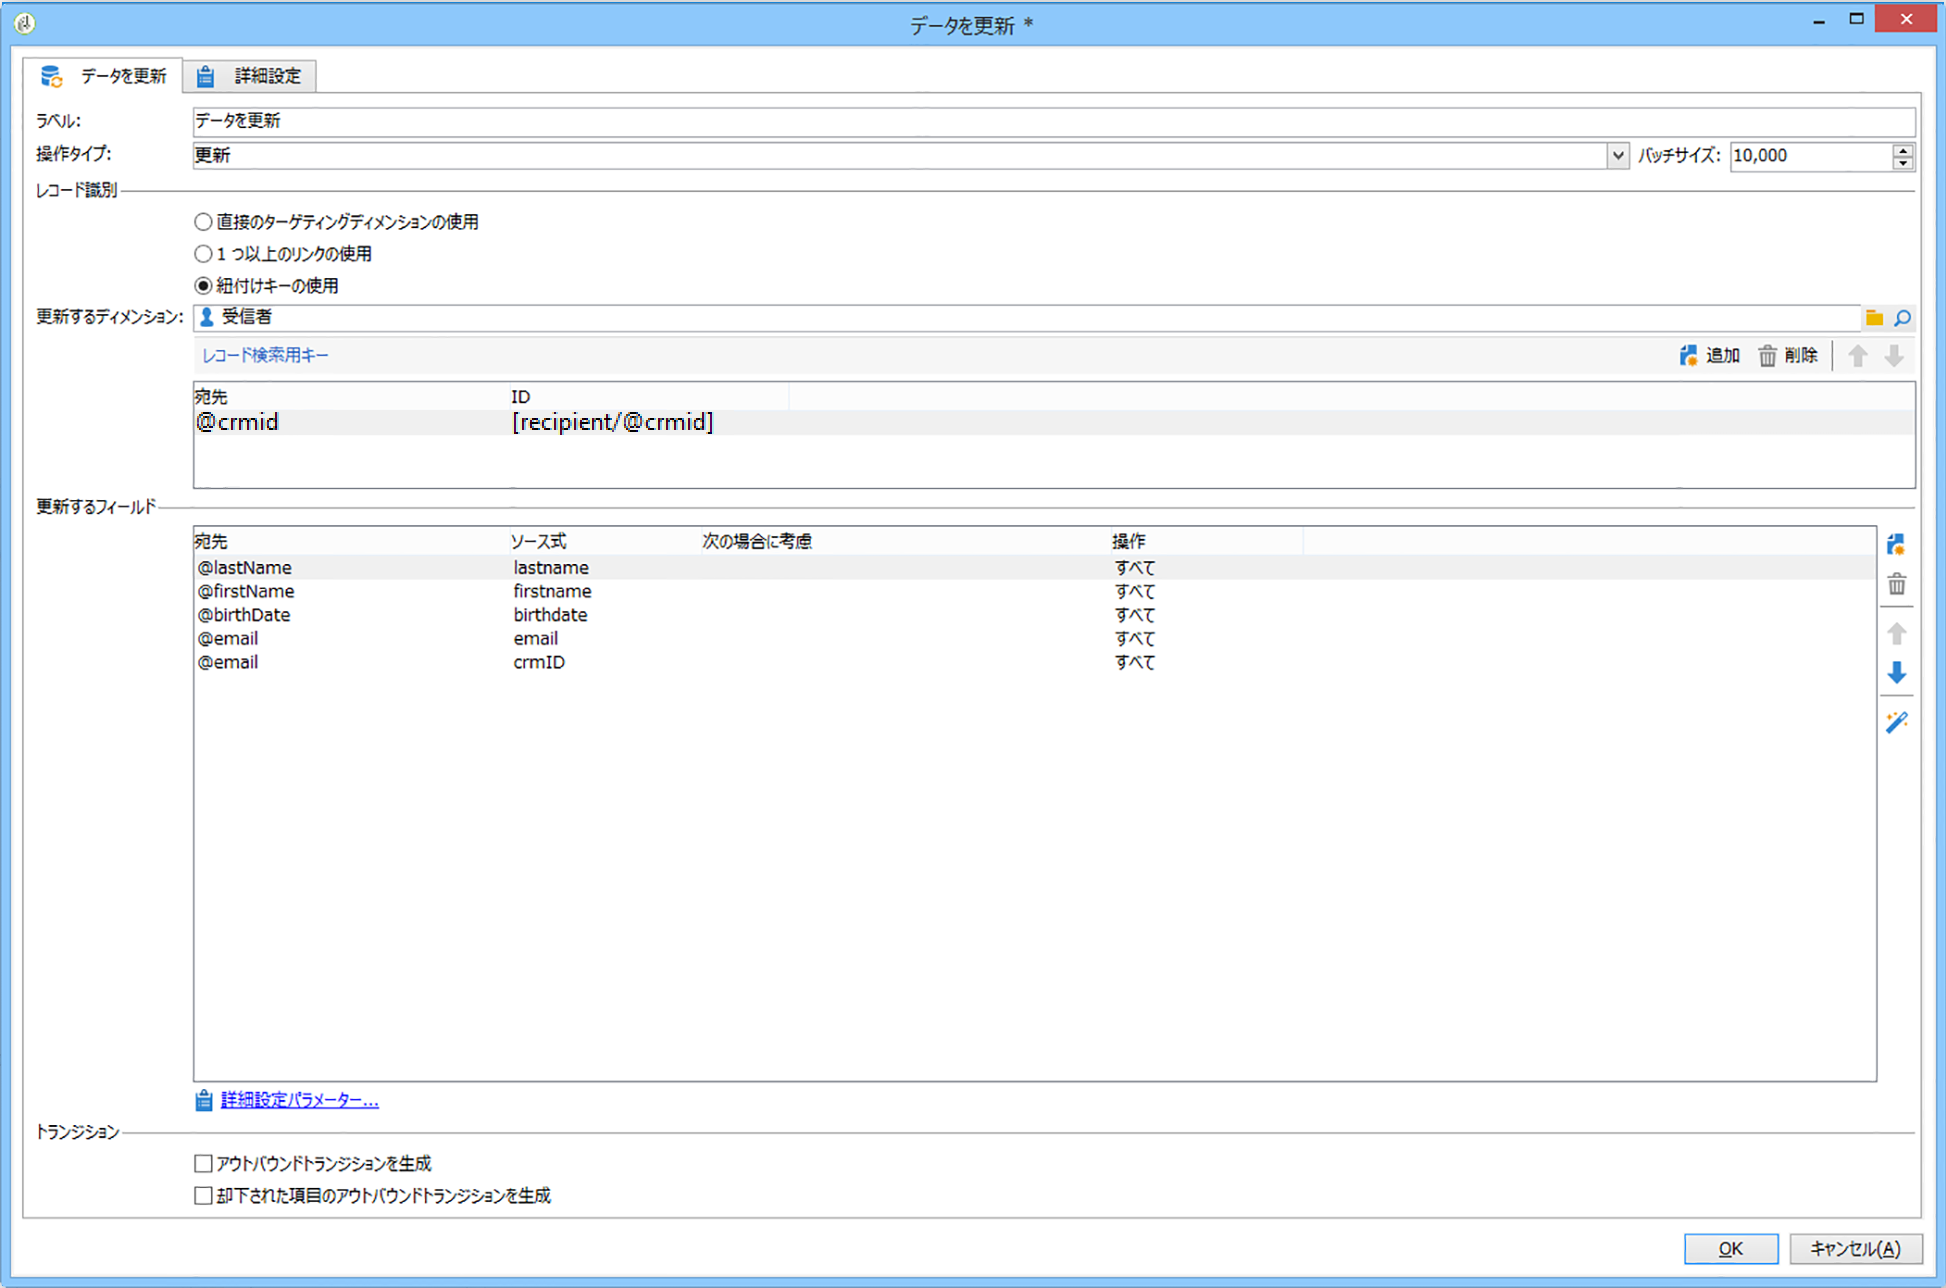 データを更新 *
データを更新 詳細設定
ラベル: データを更新
操作タイプ: 更新 バッチサイズ: 10,000
レコード識別
直接のターゲティングディメンションの使用
1 つ以上のリンクの使用
紐付けキーの使用
更新するディメンション: 受信者
レコード検索用キー 追加 削除
宛先 ID
@crmid [recipient/@crmid]
更新するフィールド
宛先 ソース式 次の場合に考慮 操作
@lastName lastname すべて
@firstName firstname すべて
@birthDate birthdate すべて
@email email すべて
@email crmID すべて
詳細設定パラメーター...
トランジション
アウトバウンドトランジションを生成
却下された項目のアウトバウンドトランジションを生成
OK キャンセル(A)